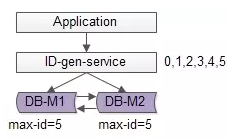 Application
ID-gen-service 0,1,2,3,4,5
DB-M1 DB-M2
max-id=5 max-id=5